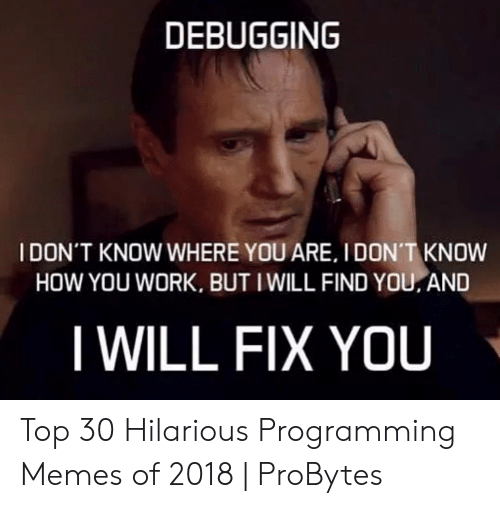 DEBUGGING
I DON'T KNOW WHERE YOU ARE, I DON'T KNOW
HOW YOU WORK, BUT I WILL FIND YOU, AND
I WILL FIX YOU
Top 30 Hilarious Programming
Memes of 2018 | ProBytes